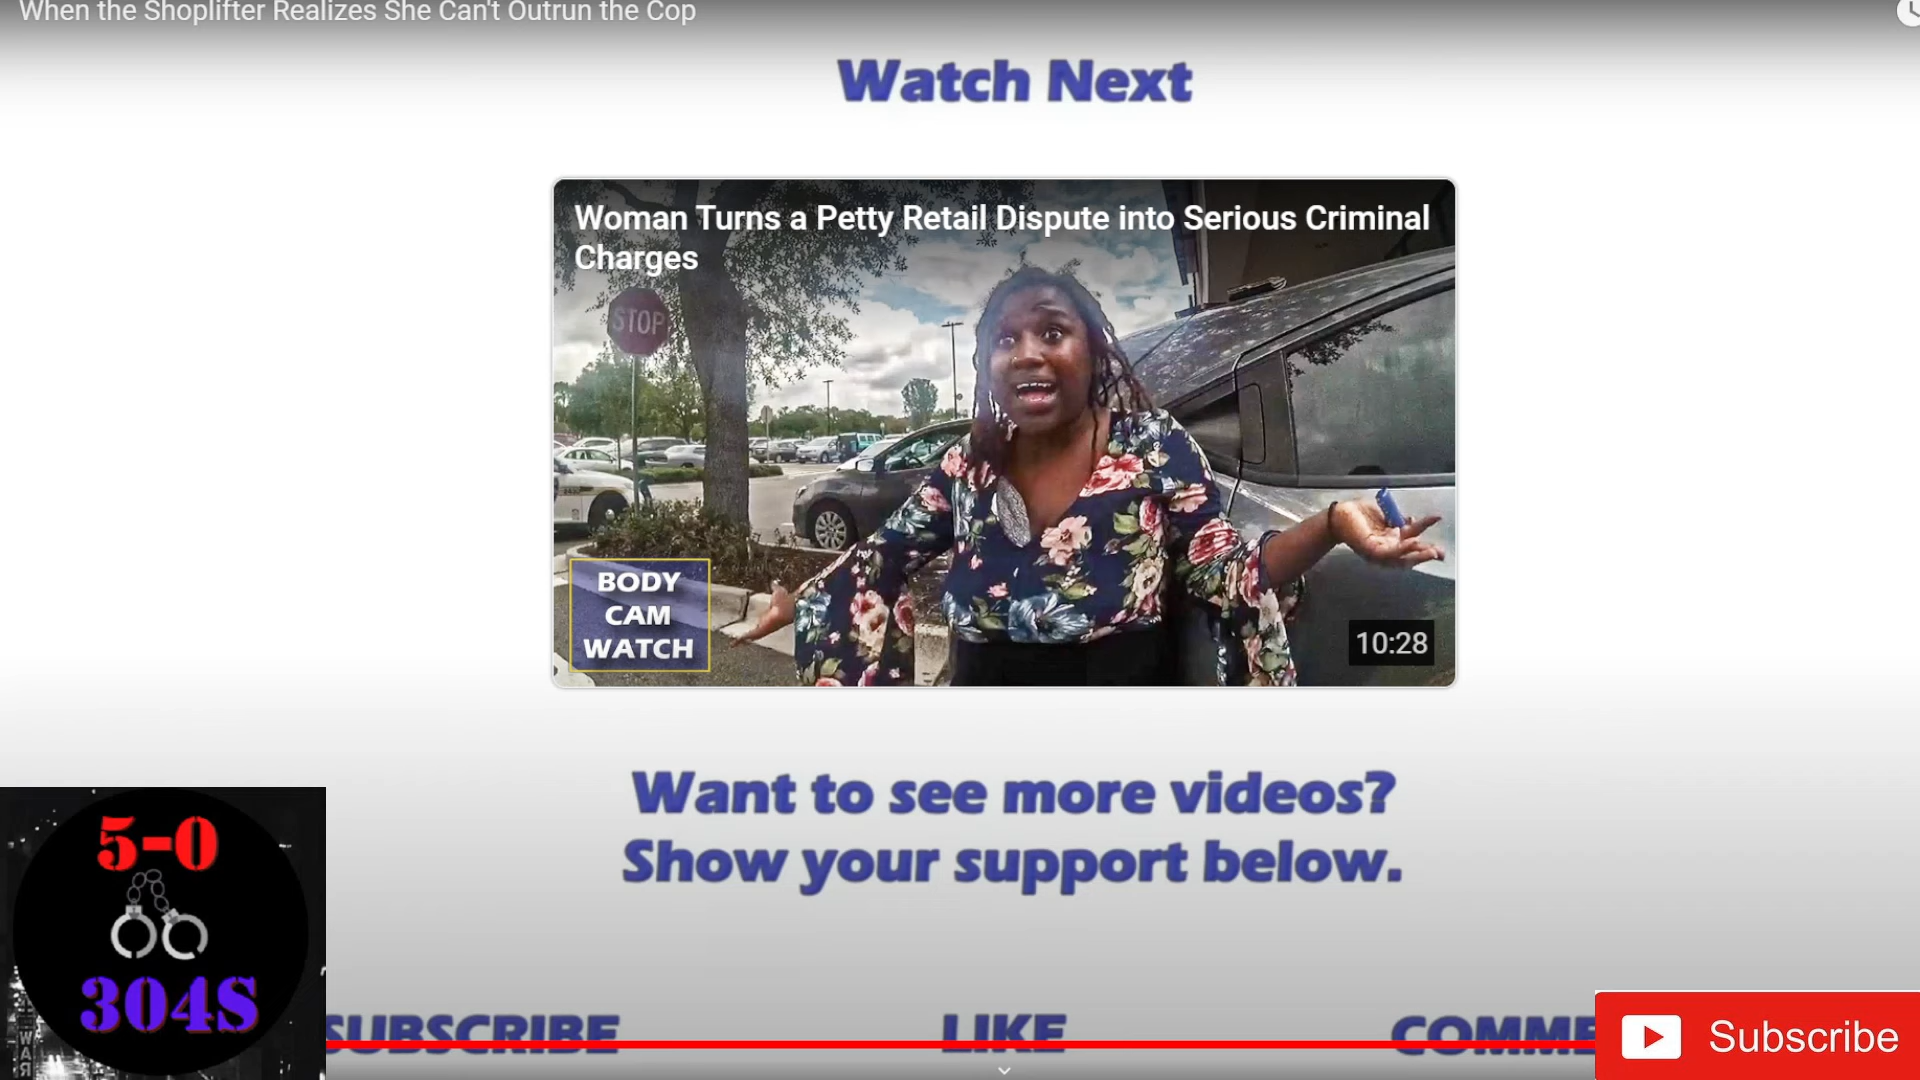 When the Shoplifter Realizes She Can't Outrun the Cop
Watch Next
Woman Turns a Petty Retail Dispute into Serious Criminal
Charges
STOP
BODY
CAM
WATCH
10:28
Want to see more videos?
Show your support below.
5-0
304S
WAR
SUBSCRIBE
LIKE
COMME
Subscribe